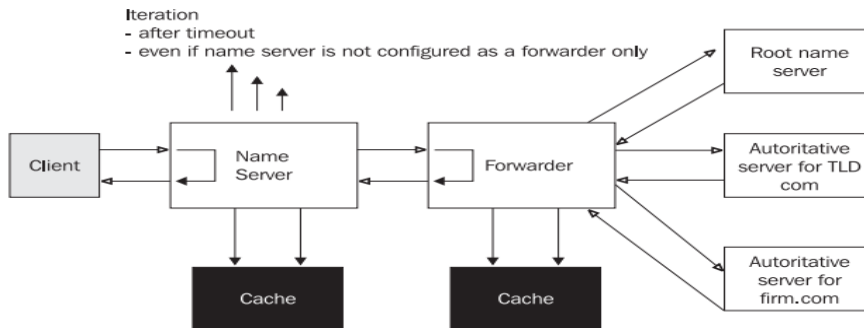 Iteration
- after timeout
- even if name server is not configured as a forwarder only
Root name
server
Client
Name
Server
Forwarder
Autoritative
server for TLD
com
Cache
Cache
Autoritative
server for
firm.com